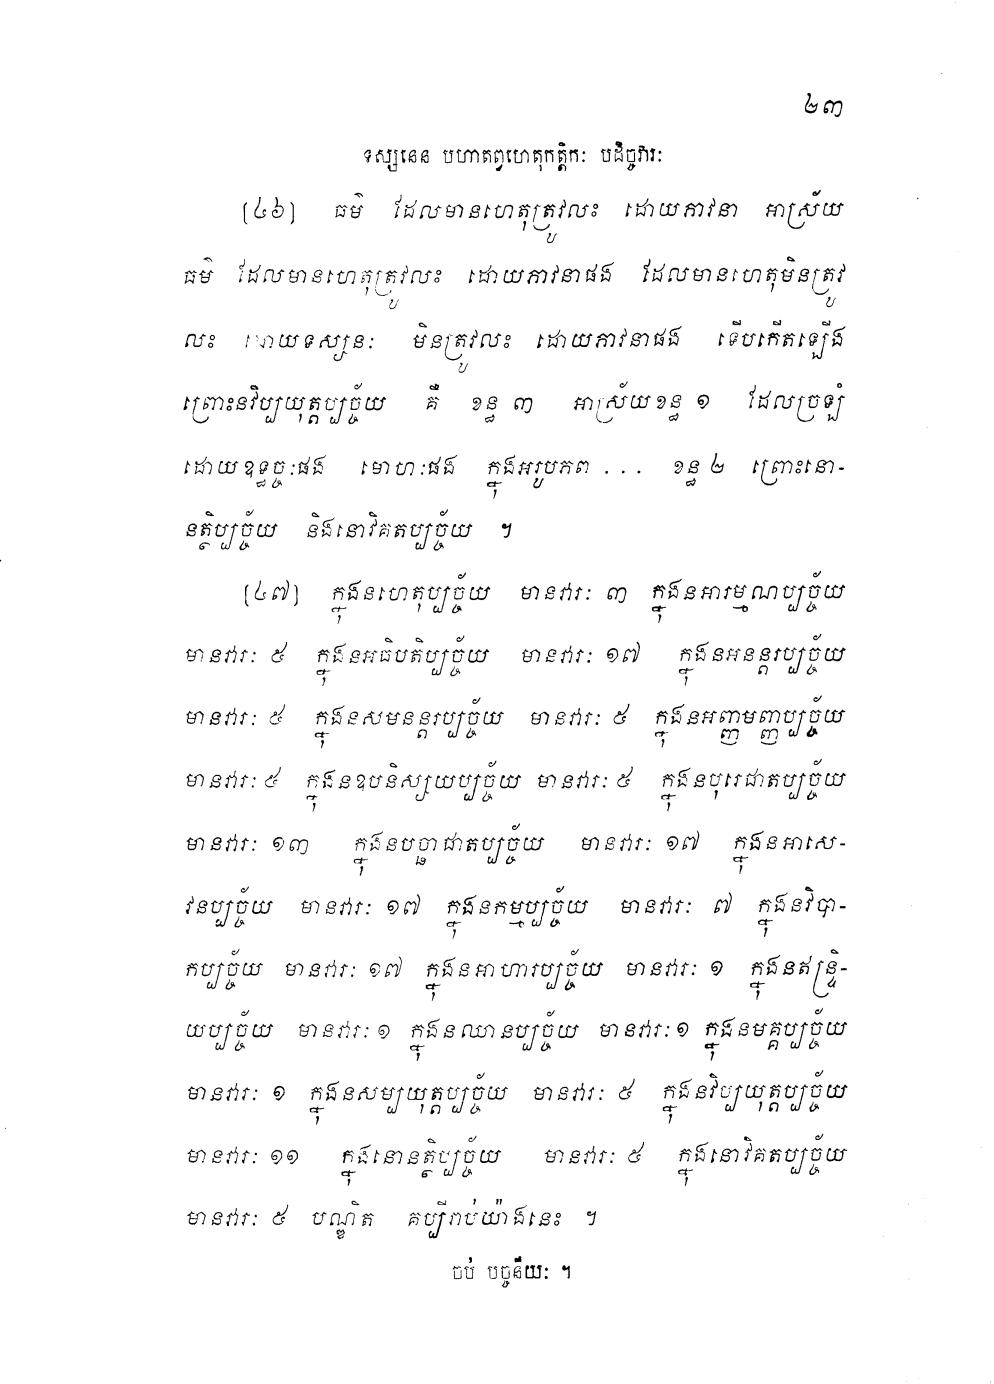 ២៣
ទស្សនេន បហាតព្វហេតុកត្តិកៈ បដិច្ចវារៈ
[៤៦] ធម៌ ដែលមានហេតុត្រូវលះ ដោយភាវនា អាស្រ័យ
ធម៌ ដែលមានហេតុត្រូវលះ ដោយភាវនាផង ដែលមានហេតុមិនត្រូវ
លះ ដោយទស្សនៈ មិនត្រូវលះ ដោយភាវនាផង ទើបកើតឡើង
ព្រោះនវិប្បយុត្តប្បច្ច័យ គឺ ខន្ធ ៣ អាស្រ័យខន្ធ ១ ដែលច្រឡំ
ដោយឧទ្ធច្ចៈផង មោហៈផង ក្នុងអរូបភព ... ខន្ធ ២ ព្រោះនោ-
នត្ថិប្បច្ច័យ និងនោវិគតប្បច្ច័យ ។
[៤៧] ក្នុងនហេតុប្បច្ច័យ មានវារៈ ៣ ក្នុងនអារម្មណប្បច្ច័យ
មានវារៈ ៥ ក្នុងនអធិបតិប្បច្ច័យ មានវារៈ ១៧ ក្នុងនអនន្តរប្បច្ច័យ
មានវារៈ ៥ ក្នុងនសមនន្តរប្បច្ច័យ មានវារៈ ៥ ក្នុងនអញ្ញមញ្ញប្បច្ច័យ
មានវារៈ ៥ ក្នុងនឧបនិស្សយប្បច្ច័យ មានវារៈ ៥ ក្នុងនបុរេជាតប្បច្ច័យ
មានវារៈ ១៣ ក្នុងនបច្ឆាជាតប្បច្ច័យ មានវារៈ ១៧ ក្នុងនអាសេ-
វនប្បច្ច័យ មានវារៈ ១៧ ក្នុងនកម្មប្បច្ច័យ មានវារៈ ៧ ក្នុងនវិបា-
កប្បច្ច័យ មានវារៈ ១៧ ក្នុងនអាហារប្បច្ច័យ មានវារៈ ១ ក្នុងនឥន្ទ្រិ-
យប្បច្ច័យ មានវារៈ ១ ក្នុងនឈានប្បច្ច័យ មានវារៈ ១ ក្នុងនមគ្គប្បច្ច័យ
មានវារៈ ១ ក្នុងនសម្បយុត្តប្បច្ច័យ មានវារៈ ៥ ក្នុងនវិប្បយុត្តប្បច្ច័យ
មានវារៈ ១១ ក្នុងនោនត្ថិប្បច្ច័យ មានវារៈ ៥ ក្នុងនោវិគតប្បច្ច័យ
មានវារៈ ៥ បណ្ឌិត គប្បីរាប់យ៉ាងនេះ ។
ចប់ បច្ចនីយៈ ។